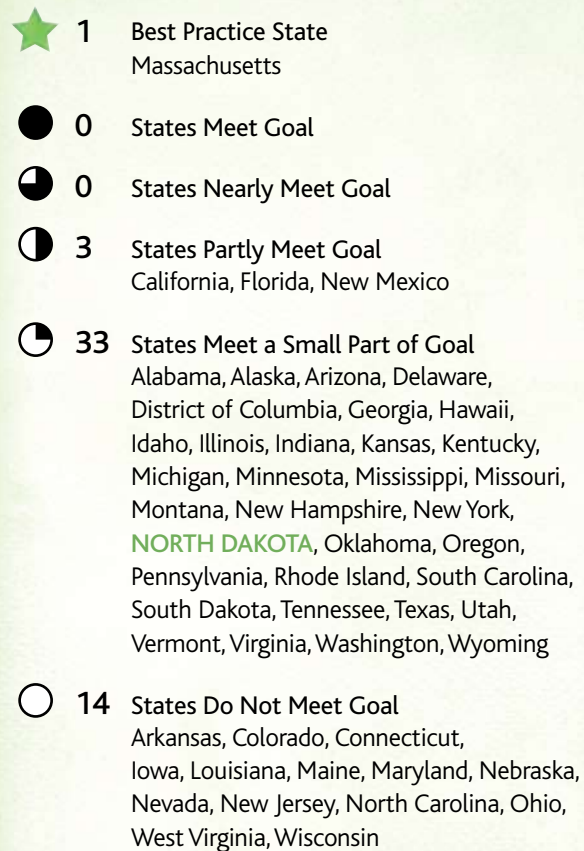 1 Best Practice State
Massachusetts
0 States Meet Goal
0 States Nearly Meet Goal
3 States Partly Meet Goal
California, Florida, New Mexico
33 States Meet a Small Part of Goal
Alabama, Alaska, Arizona, Delaware,
District of Columbia, Georgia, Hawaii,
Idaho, Illinois, Indiana, Kansas, Kentucky,
Michigan, Minnesota, Mississippi, Missouri,
Montana, New Hampshire, New York,
NORTH DAKOTA, Oklahoma, Oregon,
Pennsylvania, Rhode Island, South Carolina,
South Dakota, Tennessee, Texas, Utah,
Vermont, Virginia, Washington, Wyoming
14 States Do Not Meet Goal
Arkansas, Colorado, Connecticut,
Iowa, Louisiana, Maine, Maryland, Nebraska,
Nevada, New Jersey, North Carolina, Ohio,
West Virginia, Wisconsin